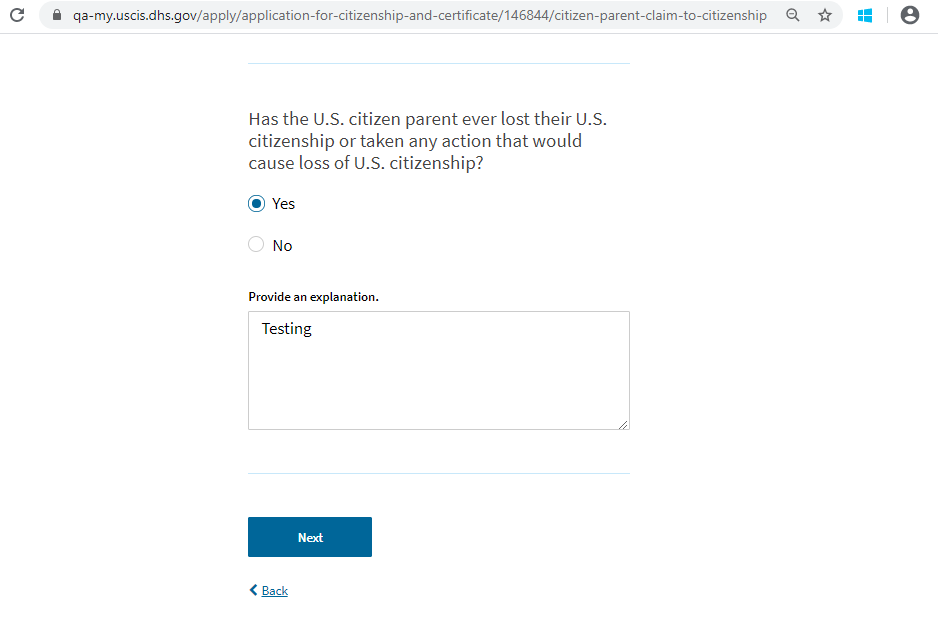 qa-my.uscis.dhs.gov/apply/application-for-citizenship-and-certificate/146844/citizen-parent-claim-to-citizenship
Has the U.S. citizen parent ever lost their U.S.
citizenship or taken any action that would
cause loss of U.S. citizenship?
Yes
No
Provide an explanation.
Testing
Next
Back